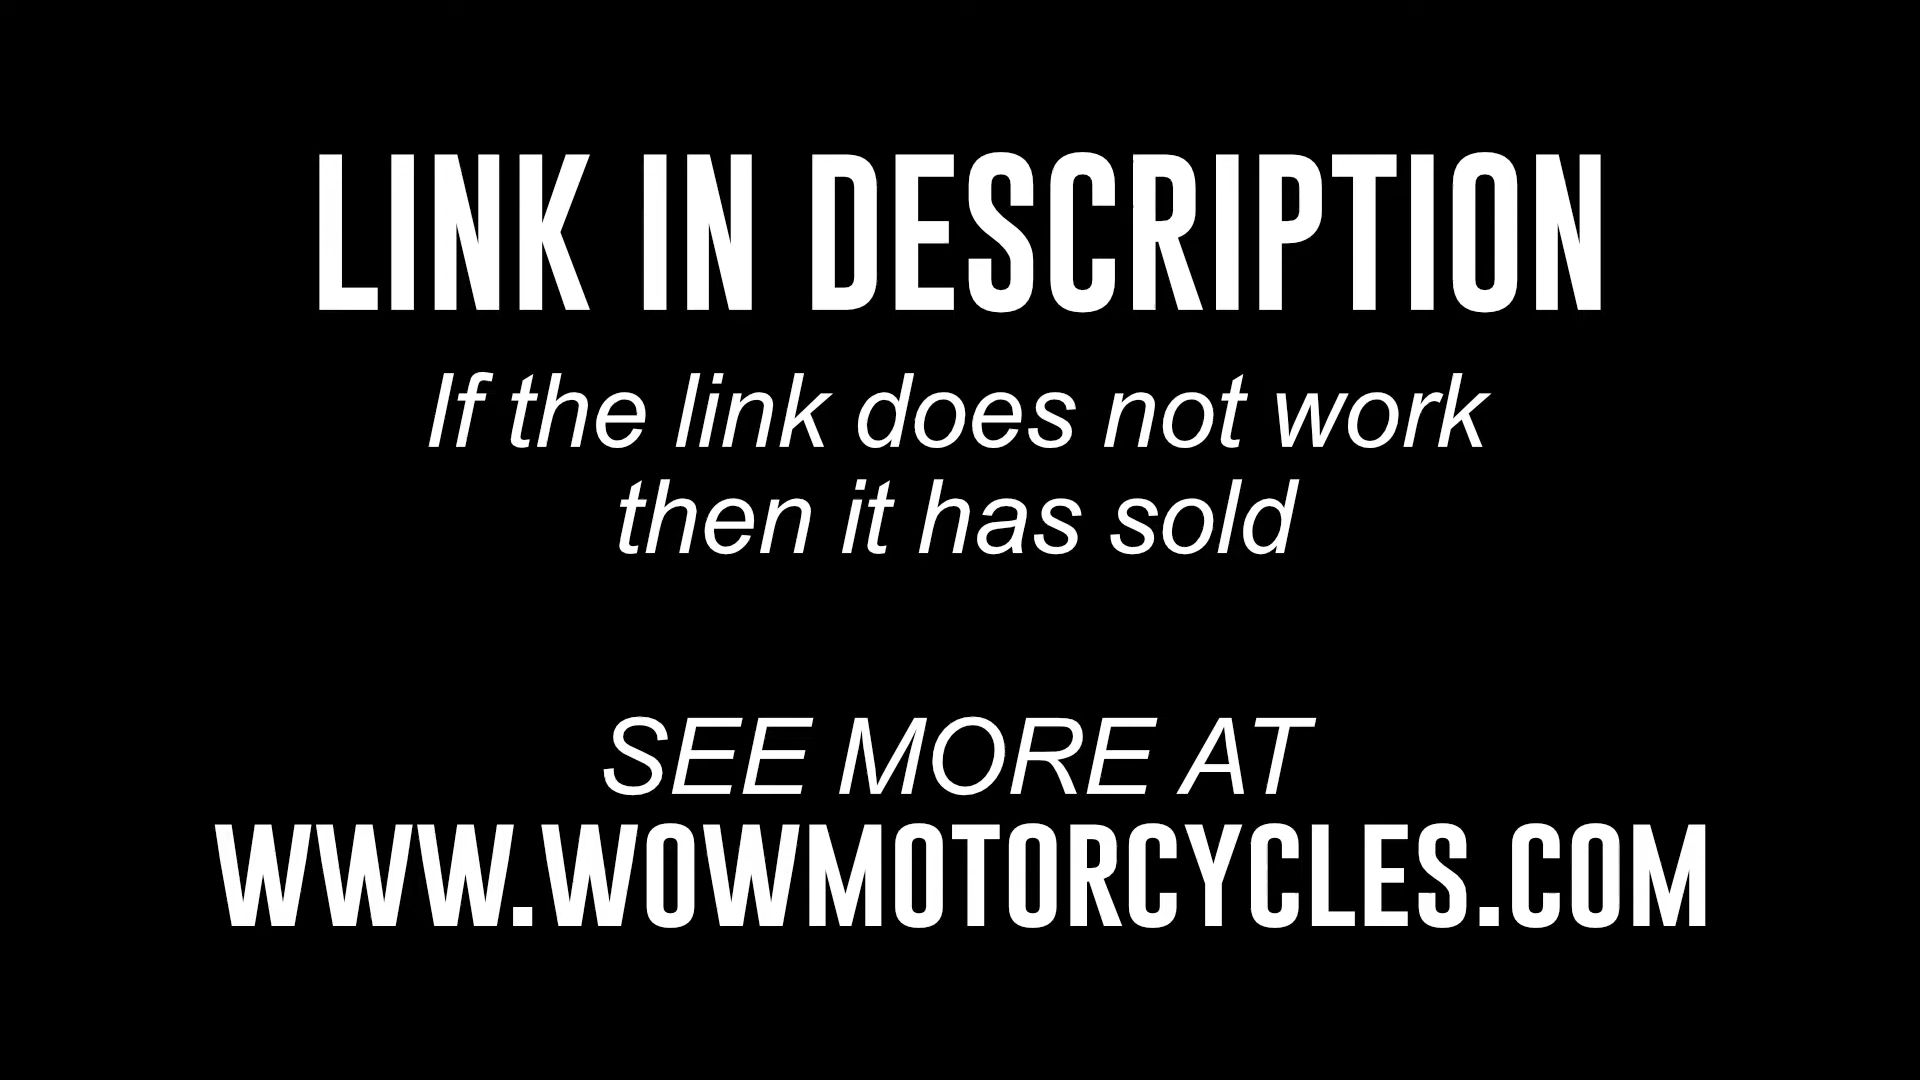 LINK IN DESCRIPTION
If the link does not work
then it has sold
SEE MORE AT
WWW.WOWMOTORCYCLES.COM